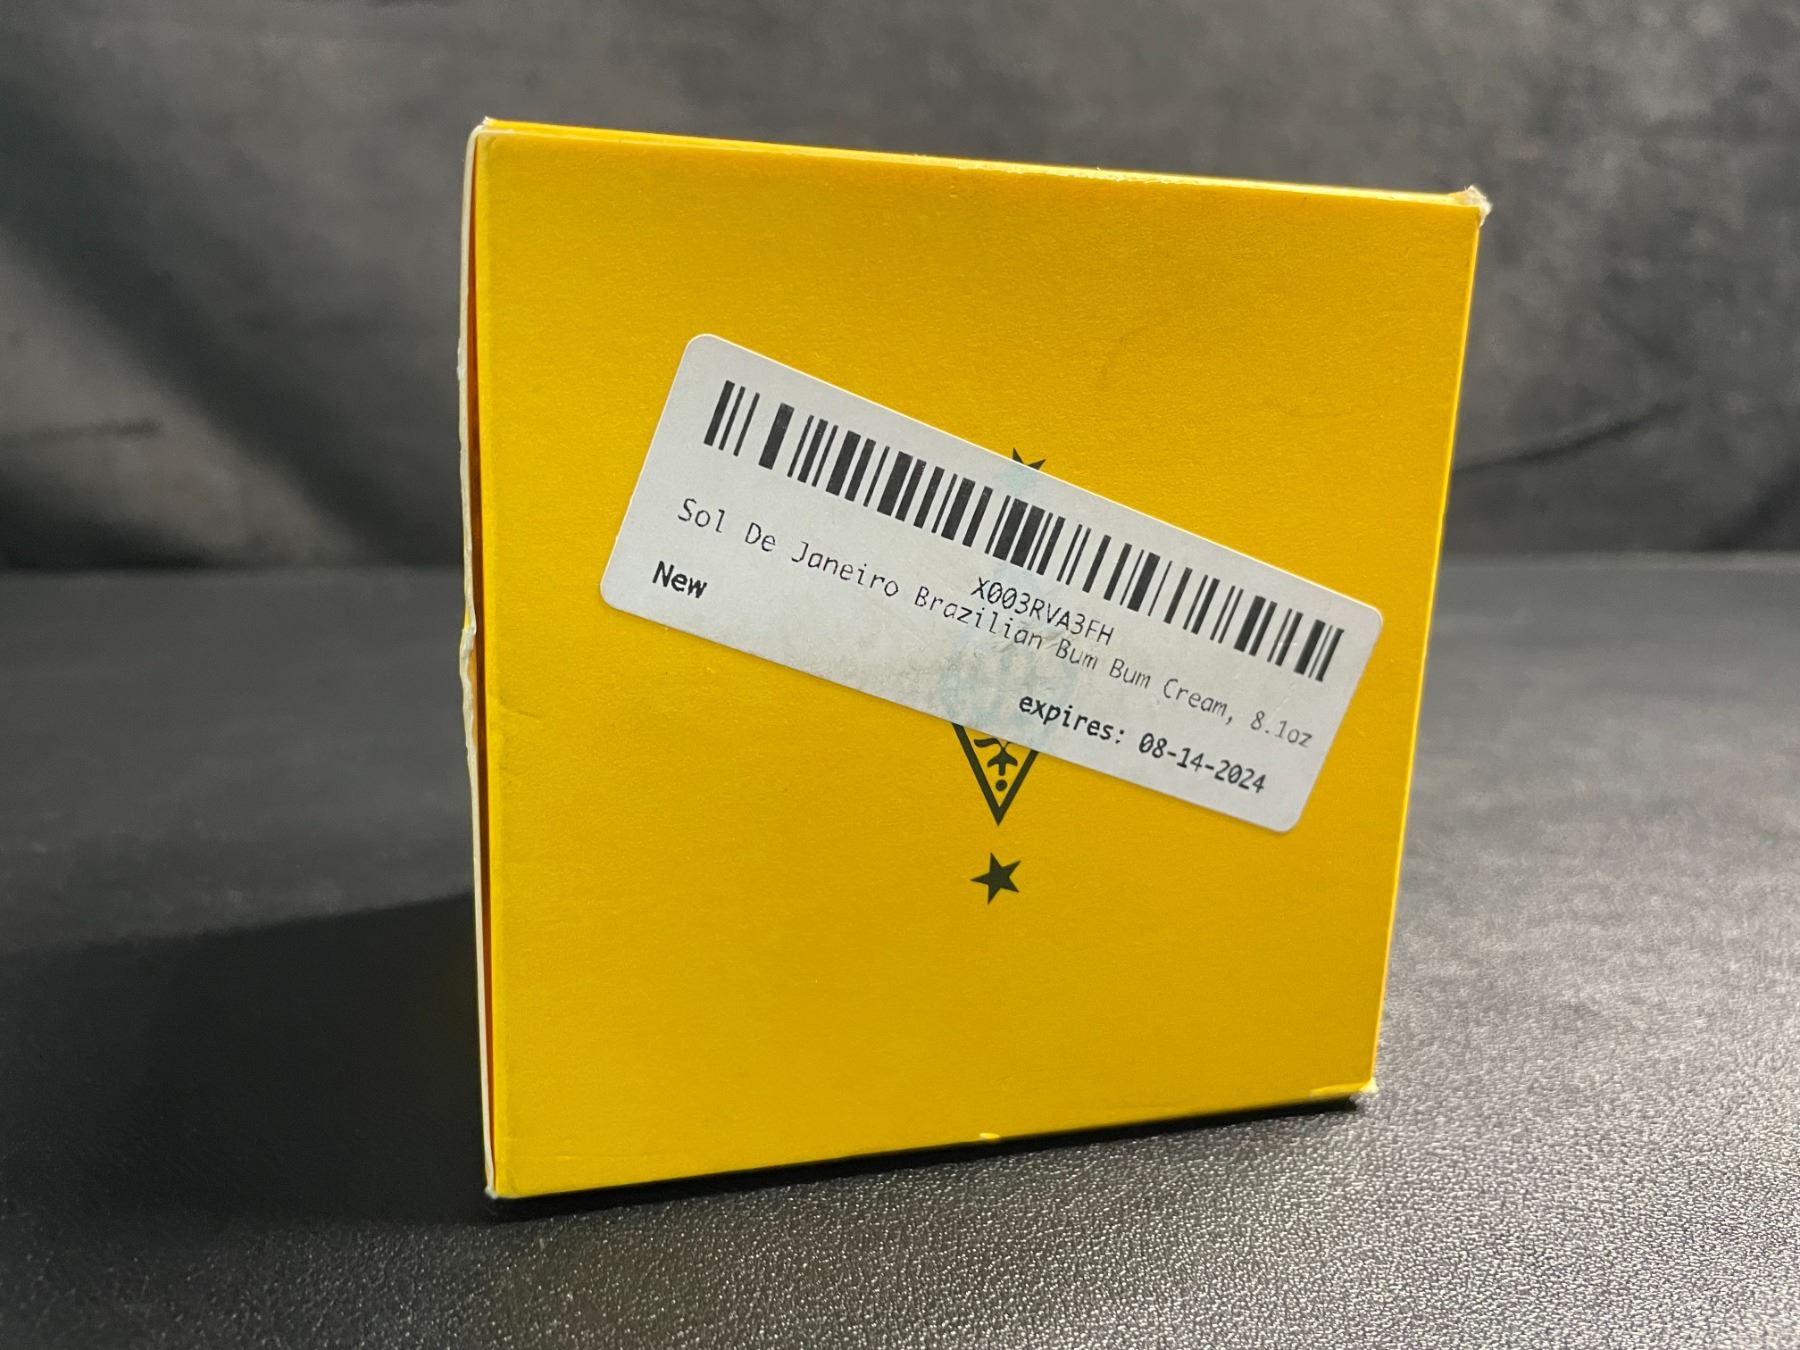 X003RVA3FH
Sol De Janeiro Brazilian Bum Bum Cream, 8.1oz
New
expires: 08-14-2024